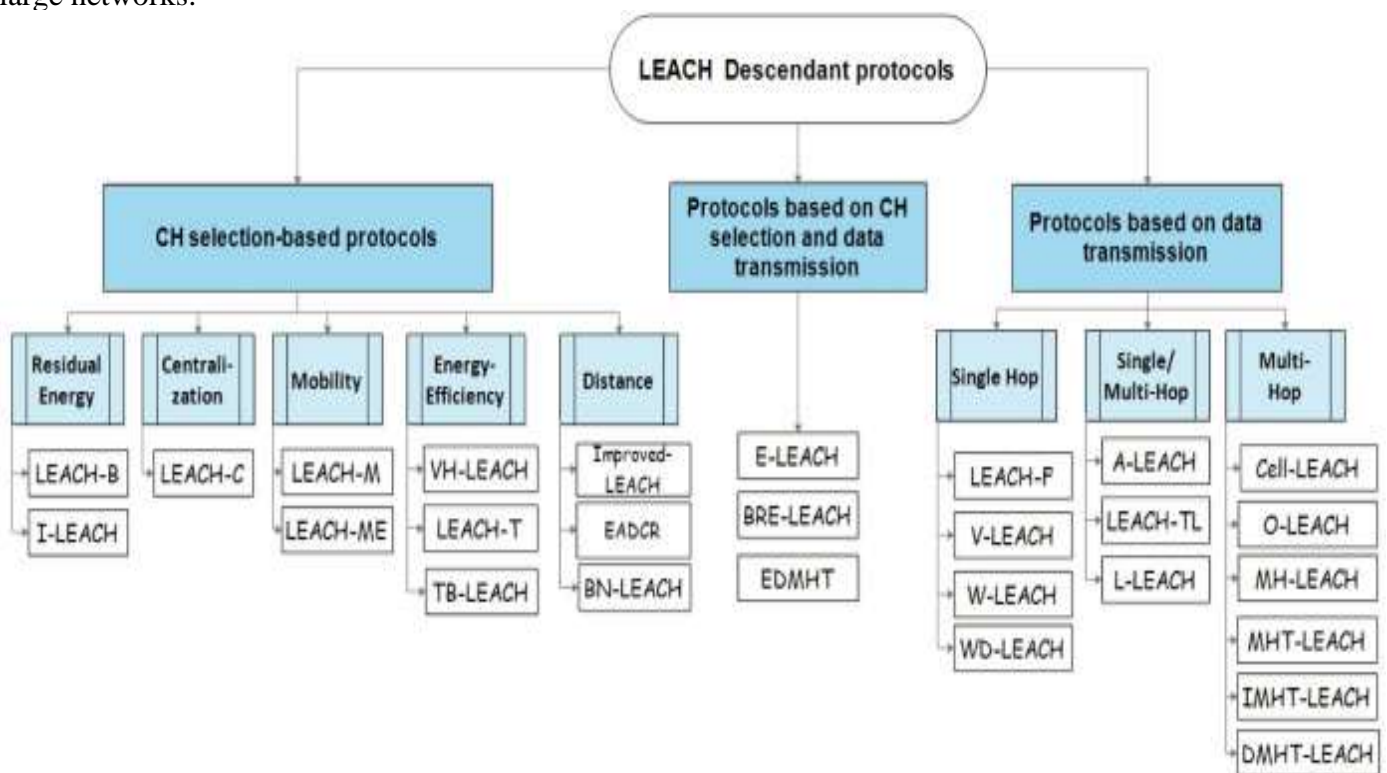 large networks.
LEACH Descendant protocols
CH selection-based protocols
Protocols based on CH
selection and data
transmission
Protocols based on data
transmission
Residual
Energy
Centrali-
zation
Mobility
Energy-
Efficiency
Distance
Single Hop
Single/
Multi-Hop
Multi-
Hop
LEACH-B
I-LEACH
LEACH-C
LEACH-M
LEACH-ME
VH-LEACH
LEACH-T
TB-LEACH
Improved-
LEACH
EADCR
BN-LEACH
E-LEACH
BRE-LEACH
EDMHT
LEACH-F
V-LEACH
W-LEACH
WD-LEACH
A-LEACH
LEACH-TL
L-LEACH
Cell-LEACH
O-LEACH
MH-LEACH
MHT-LEACH
IMHT-LEACH
DMHT-LEACH